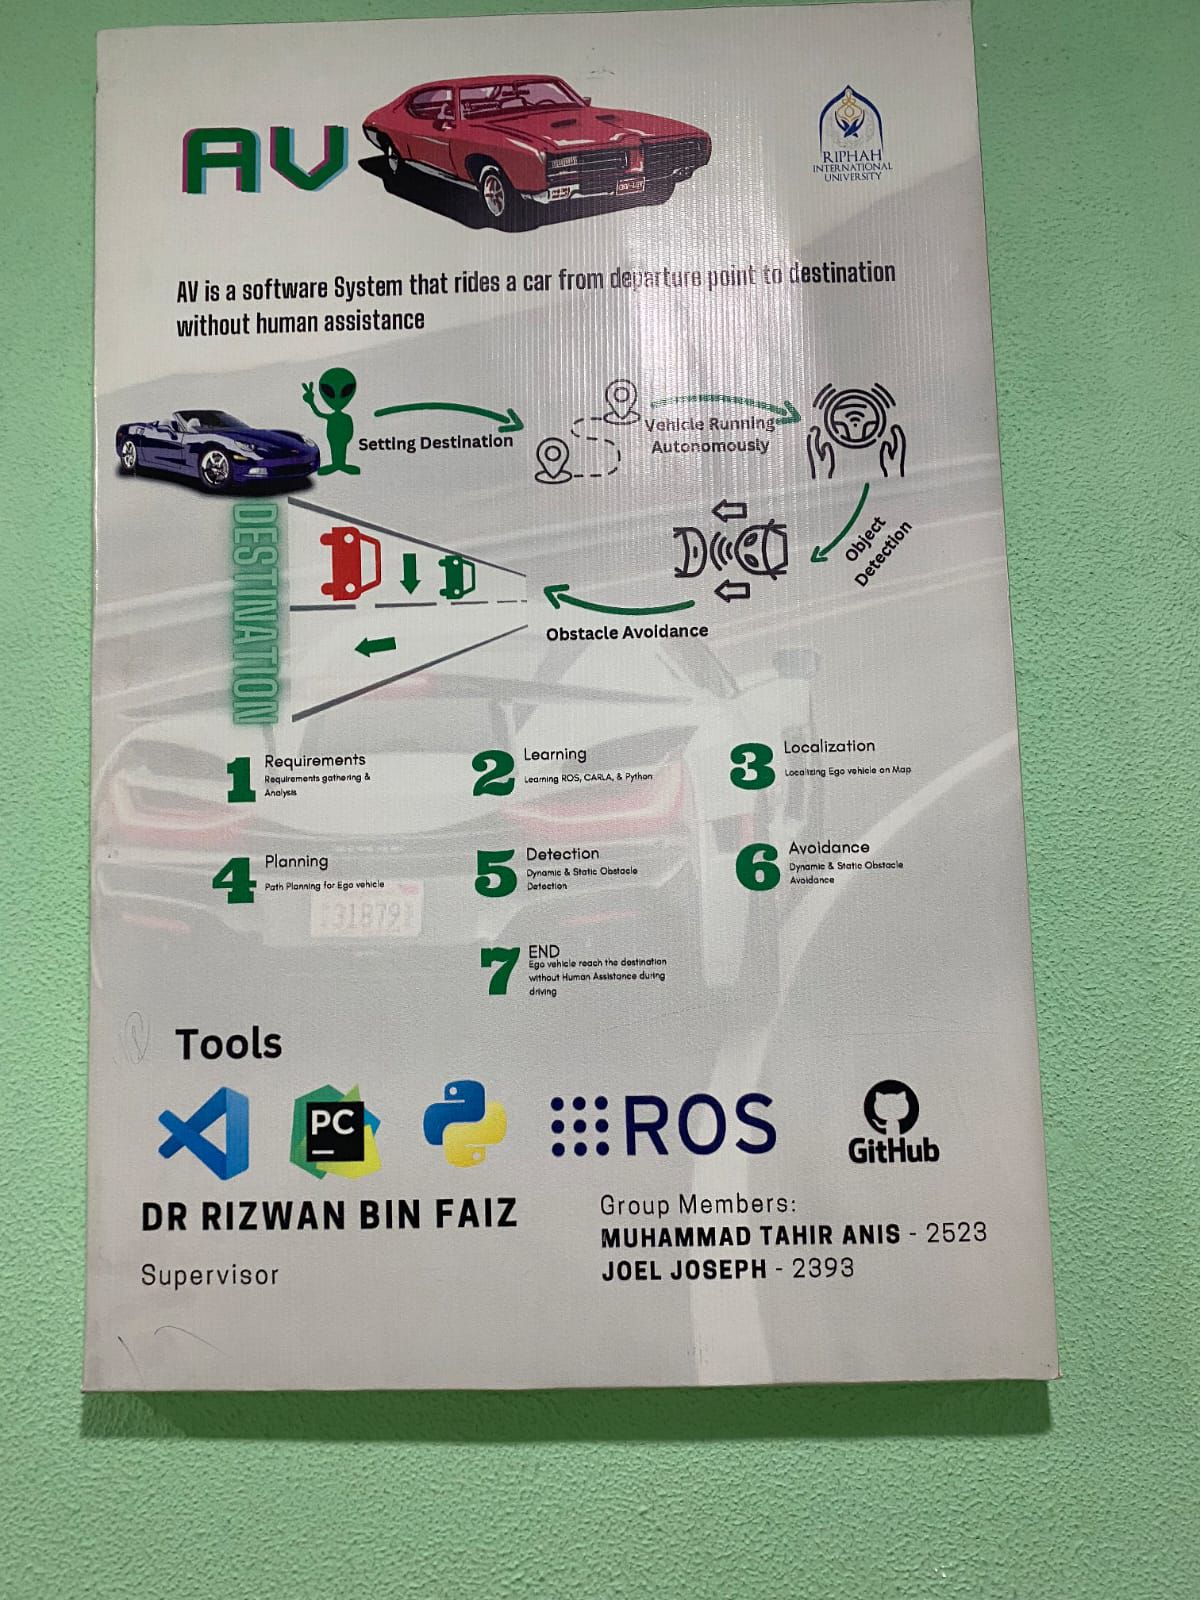 AV
RIPHAH
INTERNATIONAL
UNIVERSITY
AV is a software System that rides a car from departure point to destination
without human assistance
Setting Destination
Vehicle Running
Autonomously
Object
Detection
Obstacle Avoidance
DESTINATION
1 Requirements
Requirements gathering &
Analysis
2 Learning
Learning ROS, CARLA, & Python
3 Localization
Localizing Ego vehicle on Map
4 Planning
Path Planning for Ego vehicle
5 Detection
Dynamic & Static Obstacle
Detection
6 Avoidance
Dynamic & Static Obstacle
Avoidance
31879
7 END
Ego vehicle reach the destination
without Human Assistance during
driving
Tools
PC
ROS
GitHub
DR RIZWAN BIN FAIZ
Supervisor
Group Members:
MUHAMMAD TAHIR ANIS - 2523
JOEL JOSEPH - 2393